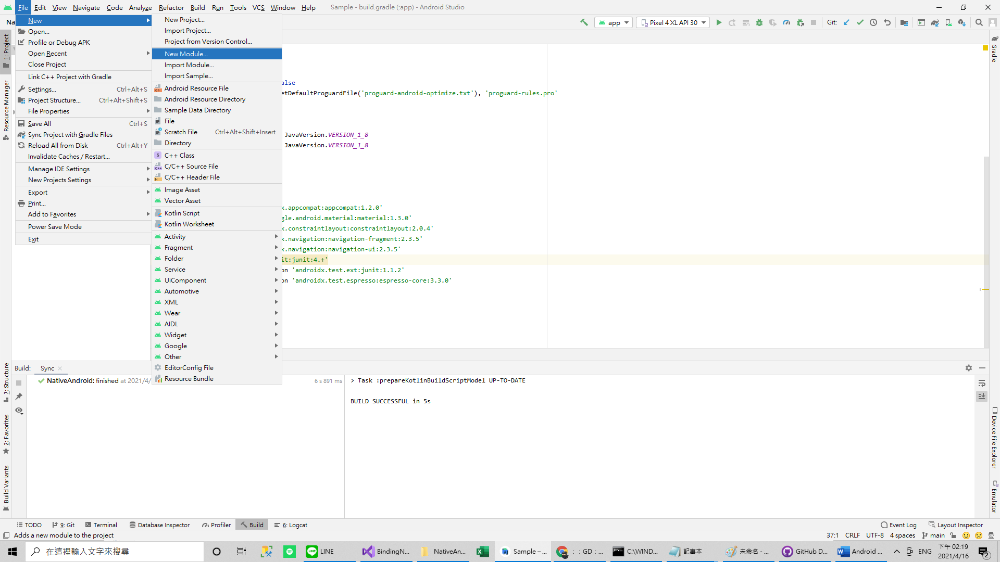 File Edit View Navigate Code Analyze Refactor Build Run Tools VCS Window Help Sample - build.gradle (:app) - Android Studio
Na
app Pixel 4 XL API 30 Git:
New
Open...
Profile or Debug APK
Open Recent
Close Project
Link C++ Project with Gradle
Settings... Ctrl+Alt+S
Project Structure... Ctrl+Alt+Shift+S
File Properties
Save All Ctrl+S
Sync Project with Gradle Files
Reload All from Disk Ctrl+Alt+Y
Invalidate Caches / Restart...
Manage IDE Settings
New Projects Settings
Export
Print...
Add to Favorites
Power Save Mode
Exit
New Project...
Import Project...
Project from Version Control...
New Module...
Import Module...
Import Sample...
Android Resource File
Android Resource Directory
Sample Data Directory
File
Scratch File Ctrl+Alt+Shift+Insert
Directory
C++ Class
C/C++ Source File
C/C++ Header File
Image Asset
Vector Asset
Kotlin Script
Kotlin Worksheet
Activity
Fragment
Folder
Service
UiComponent
Automotive
XML
Wear
AIDL
Widget
Google
Other
EditorConfig File
Resource Bundle
alse
etDefaultProguardFile('proguard-android-optimize.txt'), 'proguard-rules.pro'
JavaVersion.VERSION_1_8
JavaVersion.VERSION_1_8
x.appcompat:appcompat:1.2.0'
gle.android.material:material:1.3.0'
x.constraintlayout:constraintlayout:2.0.4'
x.navigation:navigation-fragment:2.3.5'
x.navigation:navigation-ui:2.3.5'
it:junit:4.+'
on 'androidx.test.ext:junit:1.1.2'
on 'androidx.test.espresso:espresso-core:3.3.0'
1: Project
Resource Manager
7: Structure
2: Favorites
Build Variants
Gradle
Device File Explorer
Emulator
Build: Sync
NativeAndroid: finished at 2021/4/ 6 s 891 ms
> Task :prepareKotlinBuildScriptModel UP-TO-DATE
BUILD SUCCESSFUL in 5s
TODO 9: Git Terminal Database Inspector Profiler Build 6: Logcat Event Log Layout Inspector
Adds a new module to the project 37:1 CRLF UTF-8 4 spaces main
在這裡輸入文字來搜尋 LINE BindingN... NativeAn... Sample – ... : : GD : ... C:\WIND... 記事本 未命名 - ... GitHub D... Android ... ENG 下午 02:19
2021/4/16 2